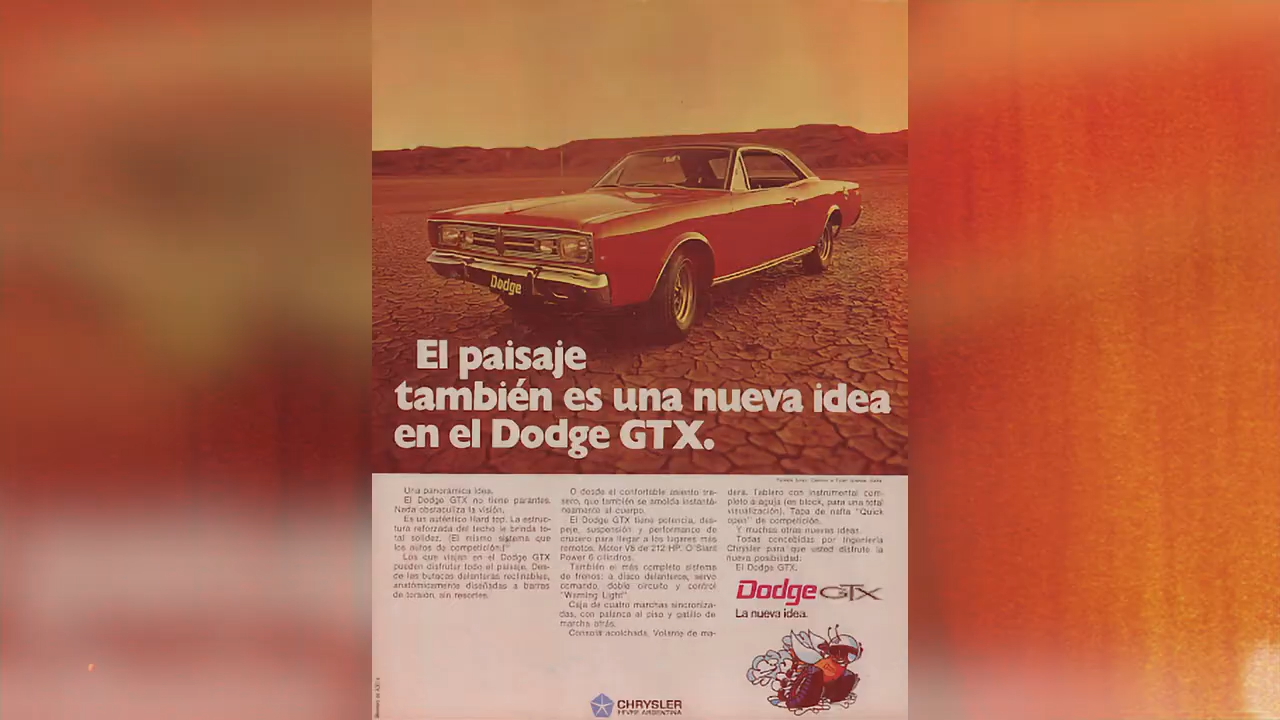 Dodge
El paisaje
también es una nueva idea
en el Dodge GTX.
Una panorámica idea.
El Dodge GTX no tiene parantes.
Nada obstaculiza la visión.
Es un auténtico Hard top. La estruc-
tura reforzada del techo le brinda to-
tal solidez. (El mismo sistema que
los autos de competición.)
Los que viajan en el Dodge GTX
pueden disfrutar todo el paisaje. Des-
de las butacas delanteras reclinables,
anatómicamente diseñadas a barras
de torsión, sin resortes.
O desde el confortable asiento tra-
sero, que también se amolda instantá-
neamente al cuerpo.
El Dodge GTX tiene potencia, des-
peje, suspensión y performance de
crucero para llegar a los lugares más
remotos. Motor V8 de 212 HP. O Slant
Power 6 cilindros.
También el más completo sistema
de frenos: a disco delanteros, servo
comando, doble circuito y control
"Warning Light".
Caja de cuatro marchas sincroniza-
das, con palanca al piso y gatillo de
marcha atrás.
Consola acolchada. Volante de ma-
dera. Tablero con instrumental com-
pleto a aguja (en block, para una total
visualización). Tapa de nafta "Quick
open" de competición.
Y muchas otras nuevas ideas.
Todas concebidas por Ingeniería
Chrysler para que usted disfrute la
nueva posibilidad:
El Dodge GTX.
Dodge GTX
La nueva idea.
CHRYSLER
FEVRE ARGENTINA